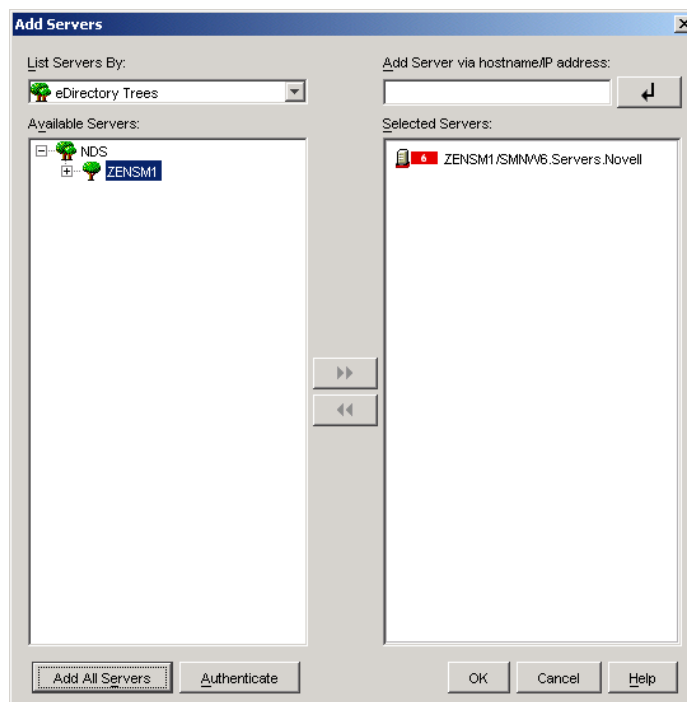 Add Servers
List Servers By:
eDirectory Trees
Available Servers:
NDS
ZENSM1
Add Server via hostname/IP address:
Selected Servers:
6 ZENSM1/SMNW6.Servers.Novell
Add All Servers
Authenticate
OK
Cancel
Help